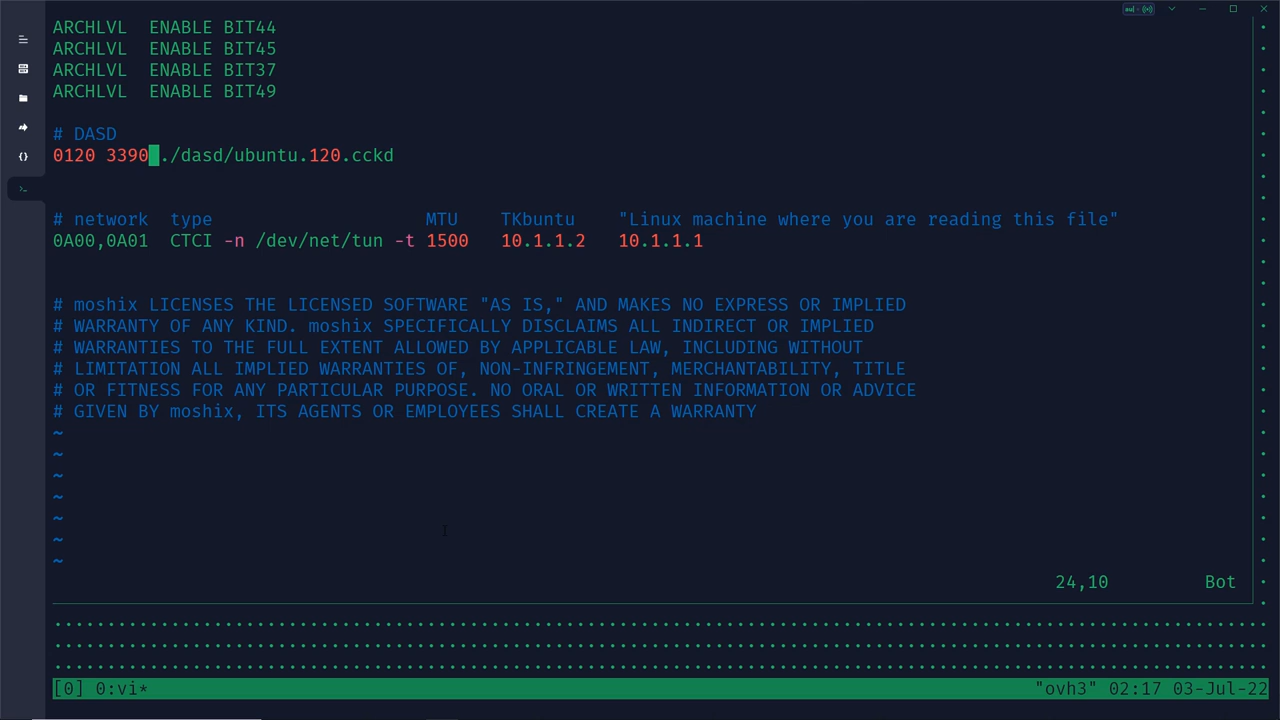 ARCHLVL  ENABLE BIT44
ARCHLVL  ENABLE BIT45
ARCHLVL  ENABLE BIT37
ARCHLVL  ENABLE BIT49
# DASD
0120 3390 ./dasd/ubuntu.120.cckd
# network  type                    MTU    TKbuntu    "Linux machine where you are reading this file"
0A00,0A01  CTCI -n /dev/net/tun -t 1500   10.1.1.2   10.1.1.1
# moshix LICENSES THE LICENSED SOFTWARE "AS IS," AND MAKES NO EXPRESS OR IMPLIED
# WARRANTY OF ANY KIND. moshix SPECIFICALLY DISCLAIMS ALL INDIRECT OR IMPLIED
# WARRANTIES TO THE FULL EXTENT ALLOWED BY APPLICABLE LAW, INCLUDING WITHOUT
# LIMITATION ALL IMPLIED WARRANTIES OF, NON-INFRINGEMENT, MERCHANTABILITY, TITLE
# OR FITNESS FOR ANY PARTICULAR PURPOSE. NO ORAL OR WRITTEN INFORMATION OR ADVICE
# GIVEN BY moshix, ITS AGENTS OR EMPLOYEES SHALL CREATE A WARRANTY
~
~
~
~
~
~
~
24,10         Bot
[0] 0:vi*    "ovh3" 02:17 03-Jul-22